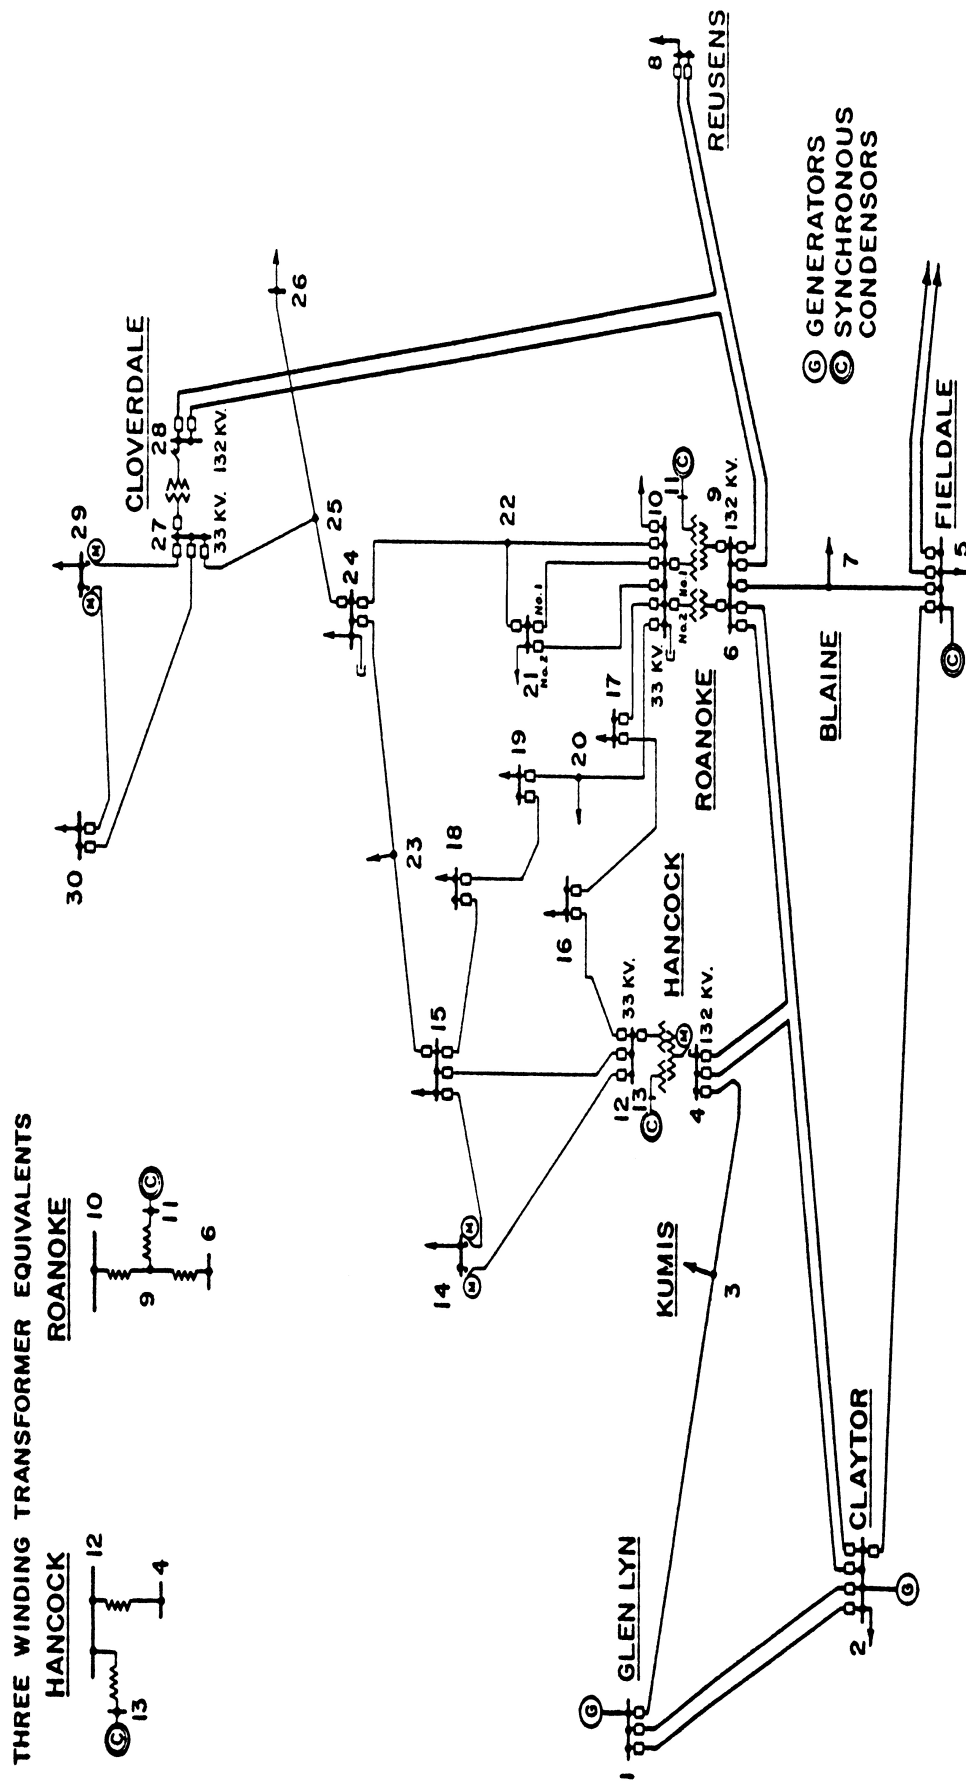 THREE WINDING TRANSFORMER EQUIVALENTS
HANCOCK
ROANOKE
12
4
13
C
10
9
11
C
6
30
29
M
M
CLOVERDALE
27
28
33 KV.
132 KV.
26
25
24
23
22
15
18
19
20
21
No. 2
No. 1
17
16
14
M
M
12
33 KV.
13
C
M
HANCOCK
4
132 KV.
33 KV.
10
No. 2
No. 1
11
C
9
ROANOKE
6
132 KV.
8
REUSENS
KUMIS
3
GLEN LYN
1
G
CLAYTOR
2
G
BLAINE
7
FIELDALE
5
C
G GENERATORS
C SYNCHRONOUS
CONDENSORS